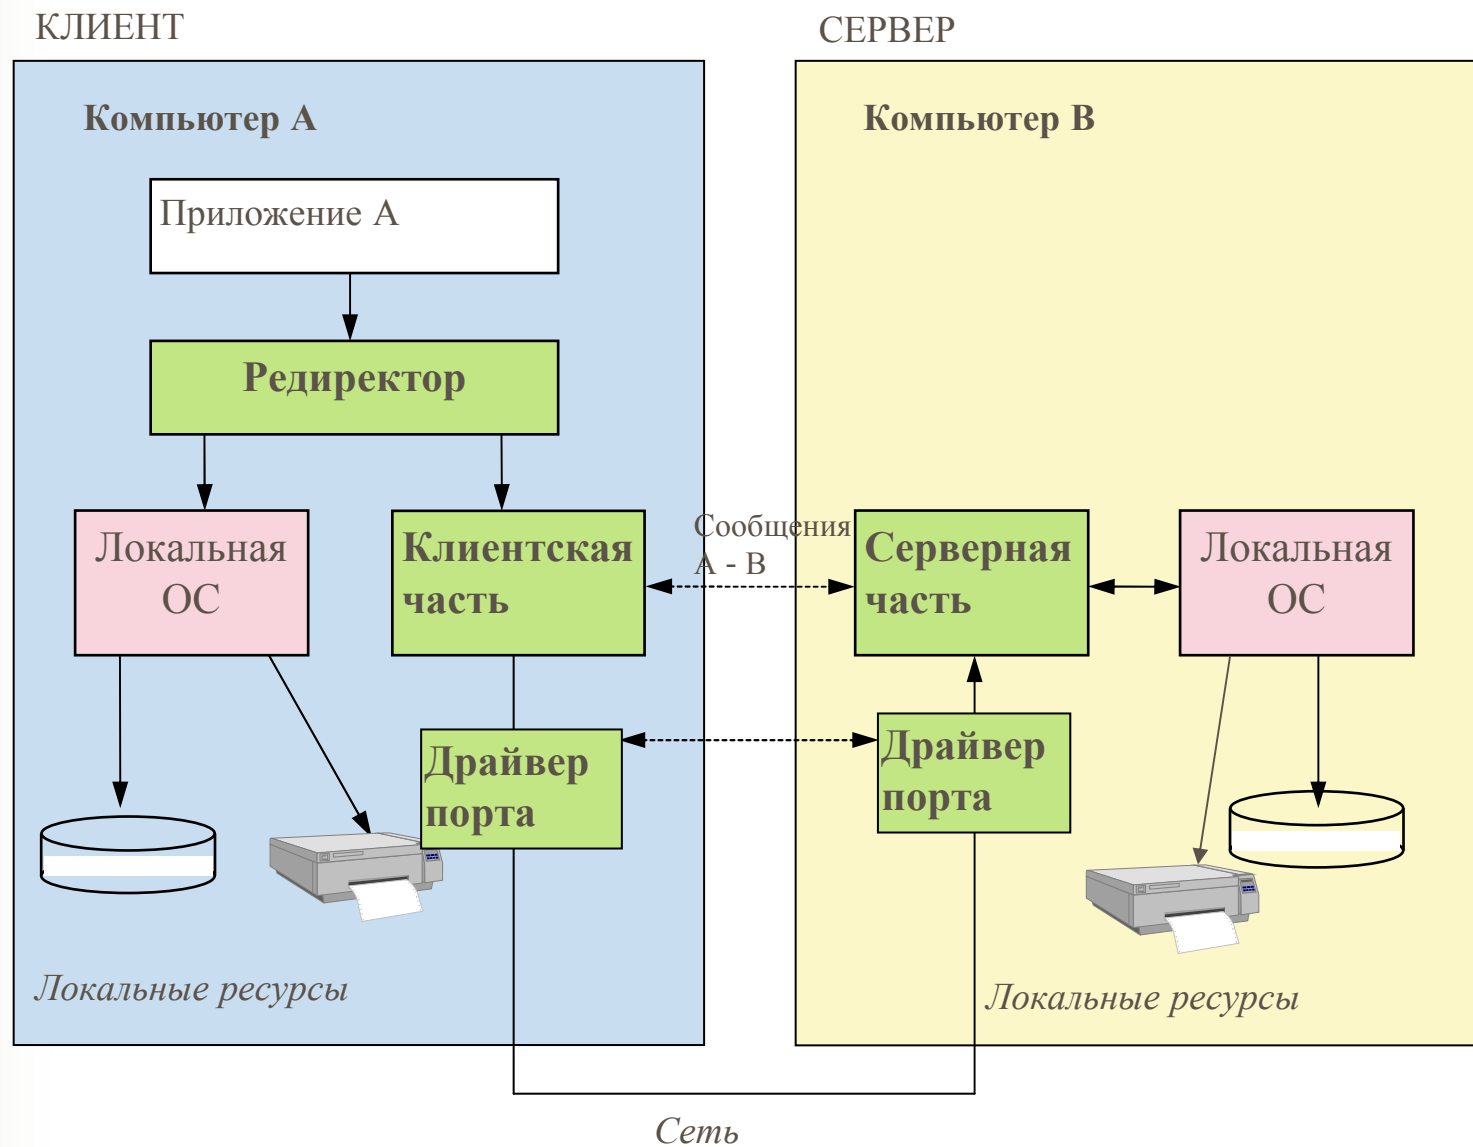 КЛИЕНТ
СЕРВЕР
Компьютер А
Компьютер В
Приложение А
Редиректор
Локальная
ОС
Клиентская
часть
Сообщения
А - В
Серверная
часть
Локальная
ОС
Драйвер
порта
Драйвер
порта
Локальные ресурсы
Локальные ресурсы
Сеть